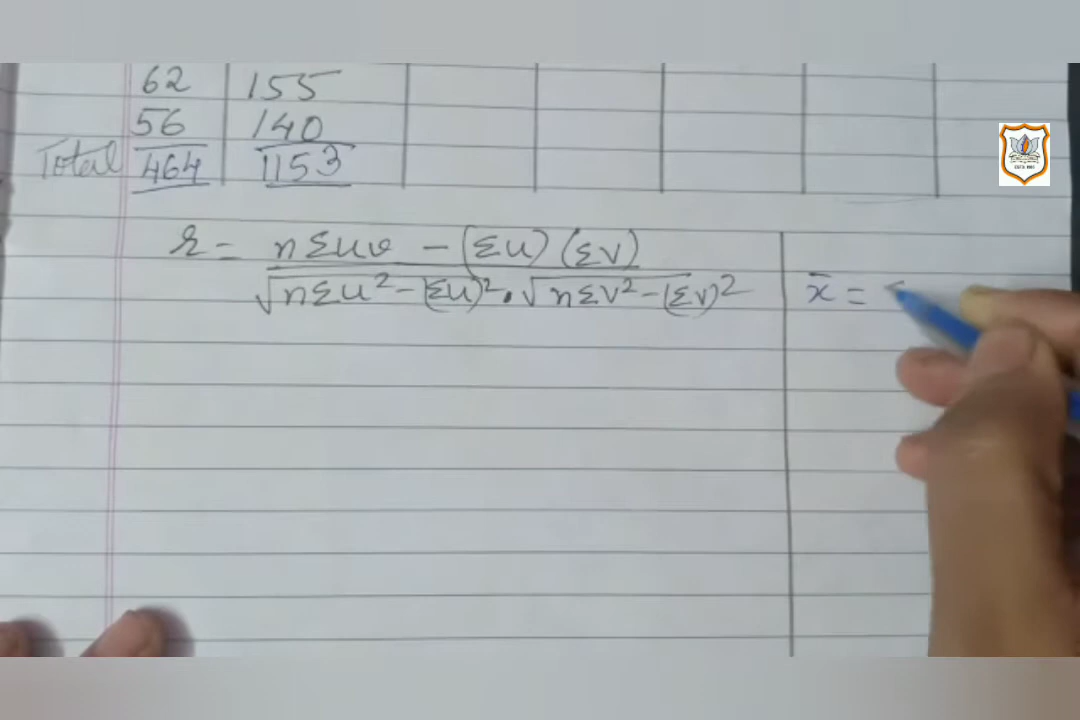 62 155
56 140
Total 464 1153
r = nΣuv - (Σu) (Σv)
√nΣu² - (Σu)² . √nΣv² - (Σv)²
x̄ =